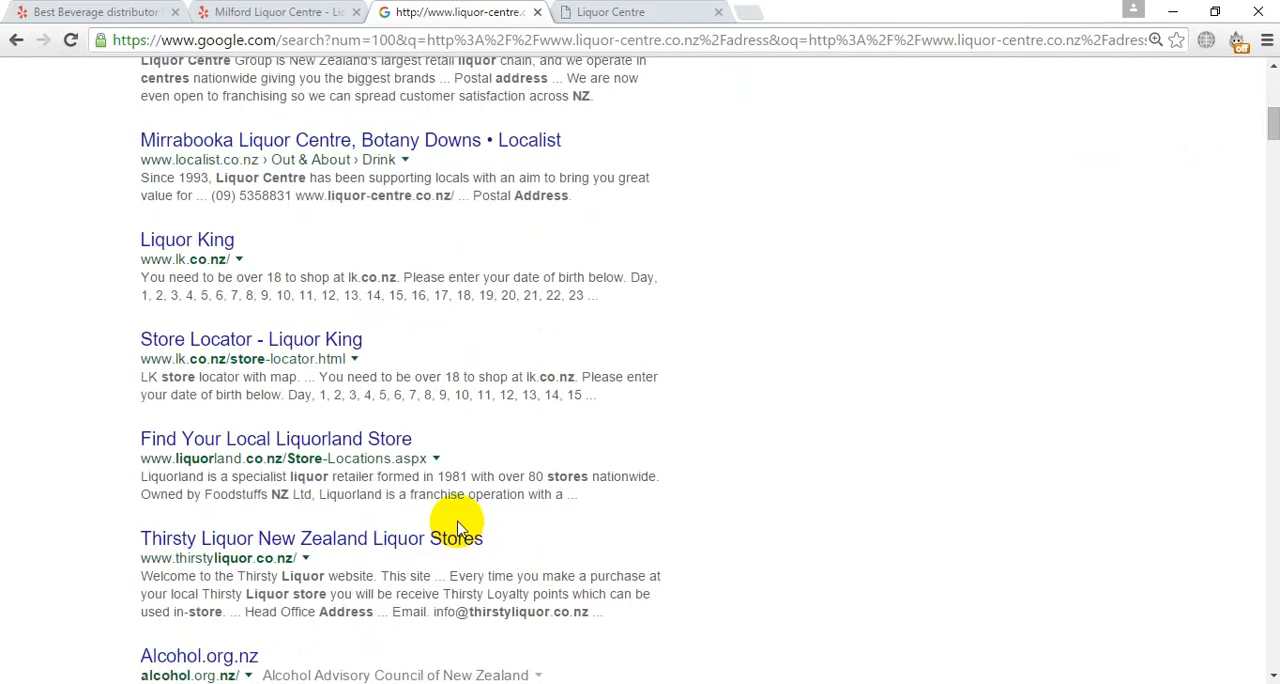 Best Beverage distributor
Milford Liquor Centre - Li
http://www.liquor-centre.c
Liquor Centre
https://www.google.com/search?num=100&q=http%3A%2F%2Fwww.liquor-centre.co.nz%2Fadress&oq=http%3A%2F%2Fwww.liquor-centre.co.nz%2Fadres
off
Liquor Centre Group is New Zealand's largest retail liquor chain, and we operate in
centres nationwide giving you the biggest brands ... Postal address ... We are now
even open to franchising so we can spread customer satisfaction across NZ.
Mirrabooka Liquor Centre, Botany Downs • Localist
www.localist.co.nz › Out & About › Drink
Since 1993, Liquor Centre has been supporting locals with an aim to bring you great
value for ... (09) 5358831 www.liquor-centre.co.nz/ ... Postal Address.
Liquor King
www.lk.co.nz/
You need to be over 18 to shop at lk.co.nz. Please enter your date of birth below. Day,
1, 2, 3, 4, 5, 6, 7, 8, 9, 10, 11, 12, 13, 14, 15, 16, 17, 18, 19, 20, 21, 22, 23 ...
Store Locator - Liquor King
www.lk.co.nz/store-locator.html
LK store locator with map. ... You need to be over 18 to shop at lk.co.nz. Please enter
your date of birth below. Day, 1, 2, 3, 4, 5, 6, 7, 8, 9, 10, 11, 12, 13, 14, 15 ...
Find Your Local Liquorland Store
www.liquorland.co.nz/Store-Locations.aspx
Liquorland is a specialist liquor retailer formed in 1981 with over 80 stores nationwide.
Owned by Foodstuffs NZ Ltd, Liquorland is a franchise operation with a ...
Thirsty Liquor New Zealand Liquor Stores
www.thirstyliquor.co.nz/
Welcome to the Thirsty Liquor website. This site ... Every time you make a purchase at
your local Thirsty Liquor store you will be receive Thirsty Loyalty points which can be
used in-store. ... Head Office Address ... Email. info@thirstyliquor.co.nz ...
Alcohol.org.nz
alcohol.org.nz/ Alcohol Advisory Council of New Zealand